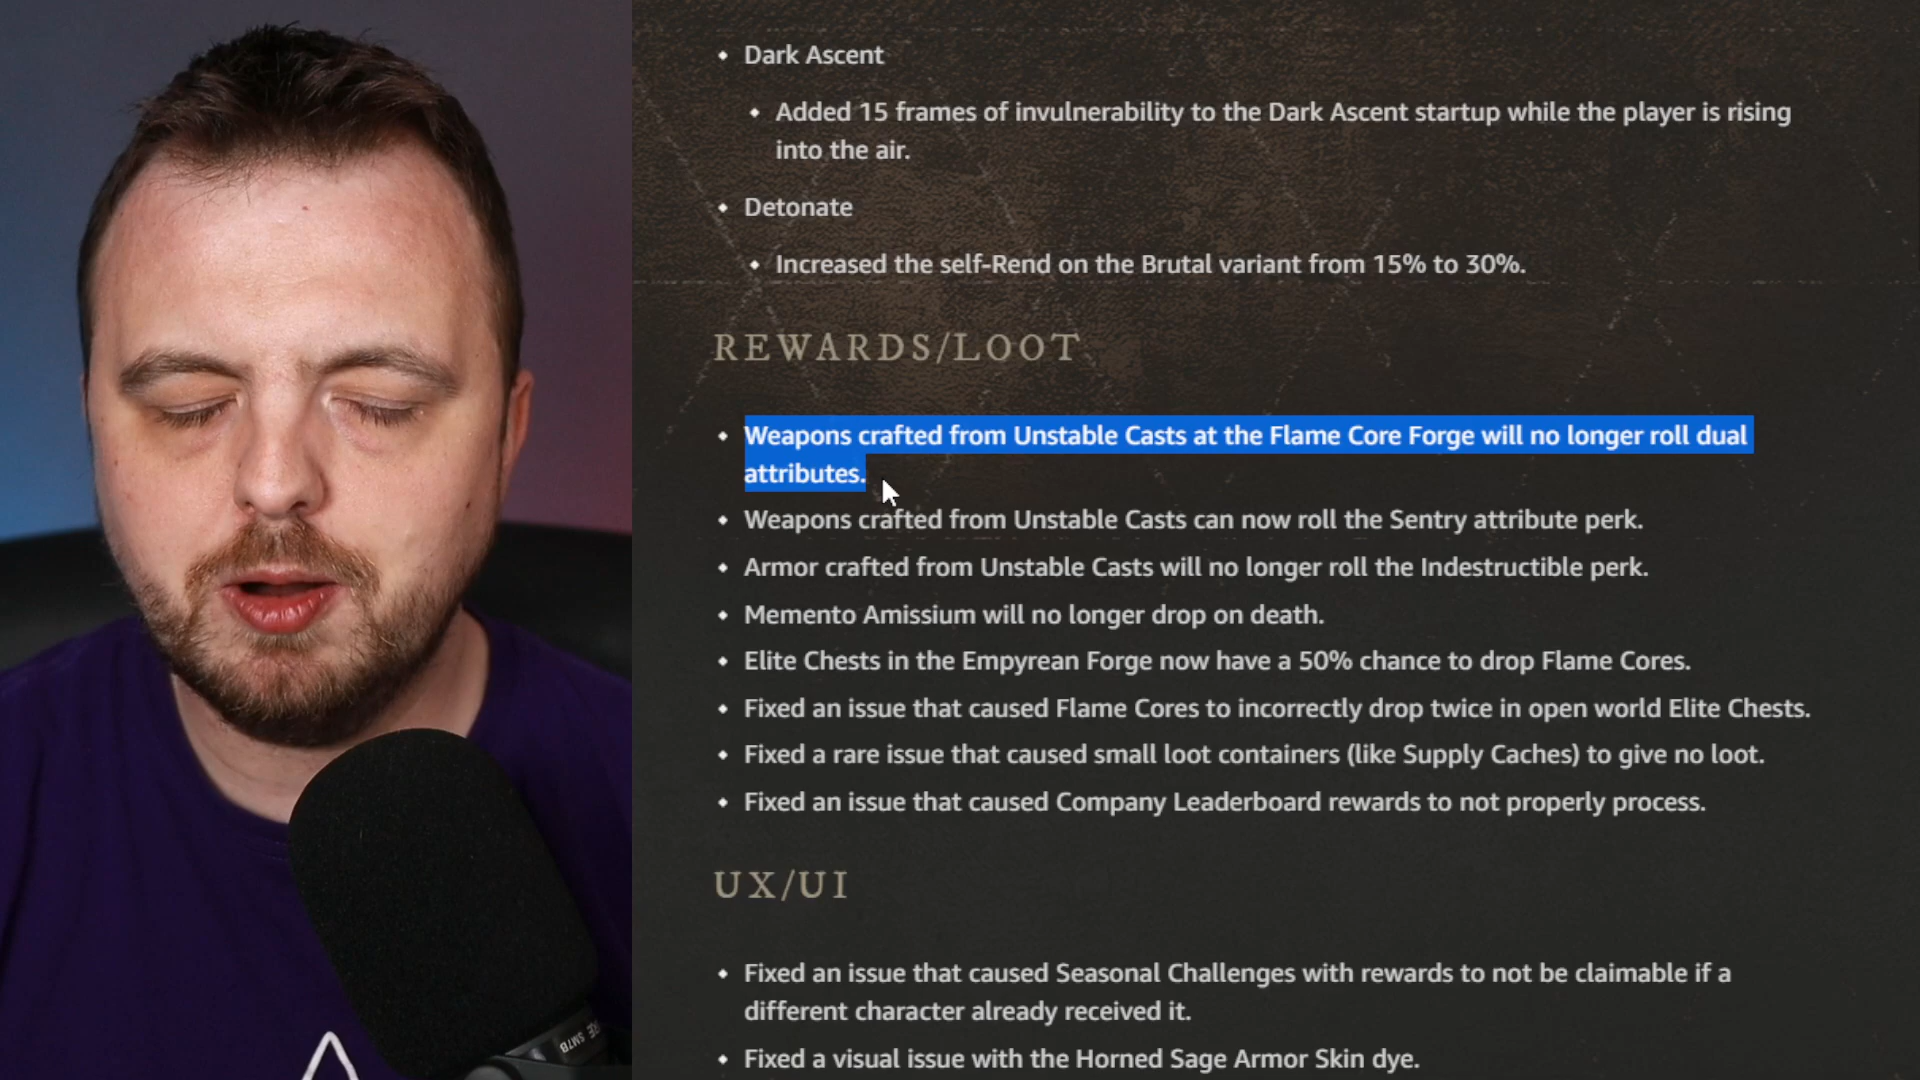 Dark Ascent
Added 15 frames of invulnerability to the Dark Ascent startup while the player is rising
into the air.
Detonate
Increased the self-Rend on the Brutal variant from 15% to 30%.
REWARDS/LOOT
Weapons crafted from Unstable Casts at the Flame Core Forge will no longer roll dual
attributes.
Weapons crafted from Unstable Casts can now roll the Sentry attribute perk.
Armor crafted from Unstable Casts will no longer roll the Indestructible perk.
Memento Amissium will no longer drop on death.
Elite Chests in the Empyrean Forge now have a 50% chance to drop Flame Cores.
Fixed an issue that caused Flame Cores to incorrectly drop twice in open world Elite Chests.
Fixed a rare issue that caused small loot containers (like Supply Caches) to give no loot.
Fixed an issue that caused Company Leaderboard rewards to not properly process.
UX/UI
Fixed an issue that caused Seasonal Challenges with rewards to not be claimable if a
different character already received it.
Fixed a visual issue with the Horned Sage Armor Skin dye.
SM7B